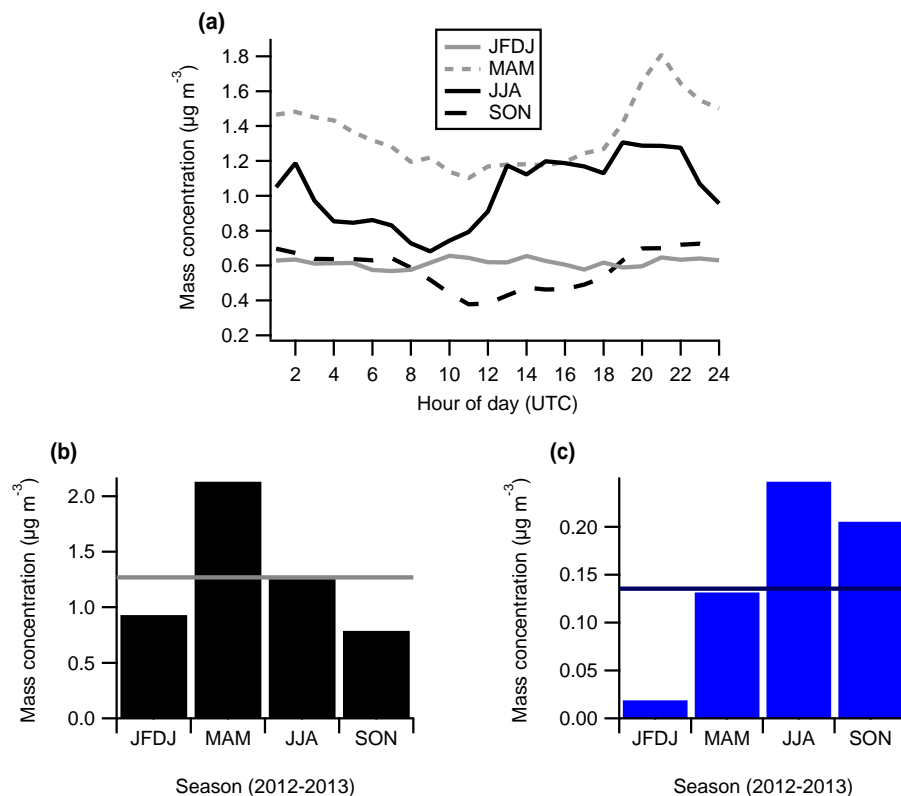 (a)
Mass concentration (µg m⁻³)
1.8
1.6
1.4
1.2
1.0
0.8
0.6
0.4
0.2
JFDJ
MAM
JJA
SON
2 4 6 8 10 12 14 16 18 20 22 24
Hour of day (UTC)
(b)
Mass concentration (µg m⁻³)
2.0
1.5
1.0
0.5
0.0
JFDJ MAM JJA SON
Season (2012-2013)
(c)
Mass concentration (µg m⁻³)
0.20
0.15
0.10
0.05
0.00
JFDJ MAM JJA SON
Season (2012-2013)